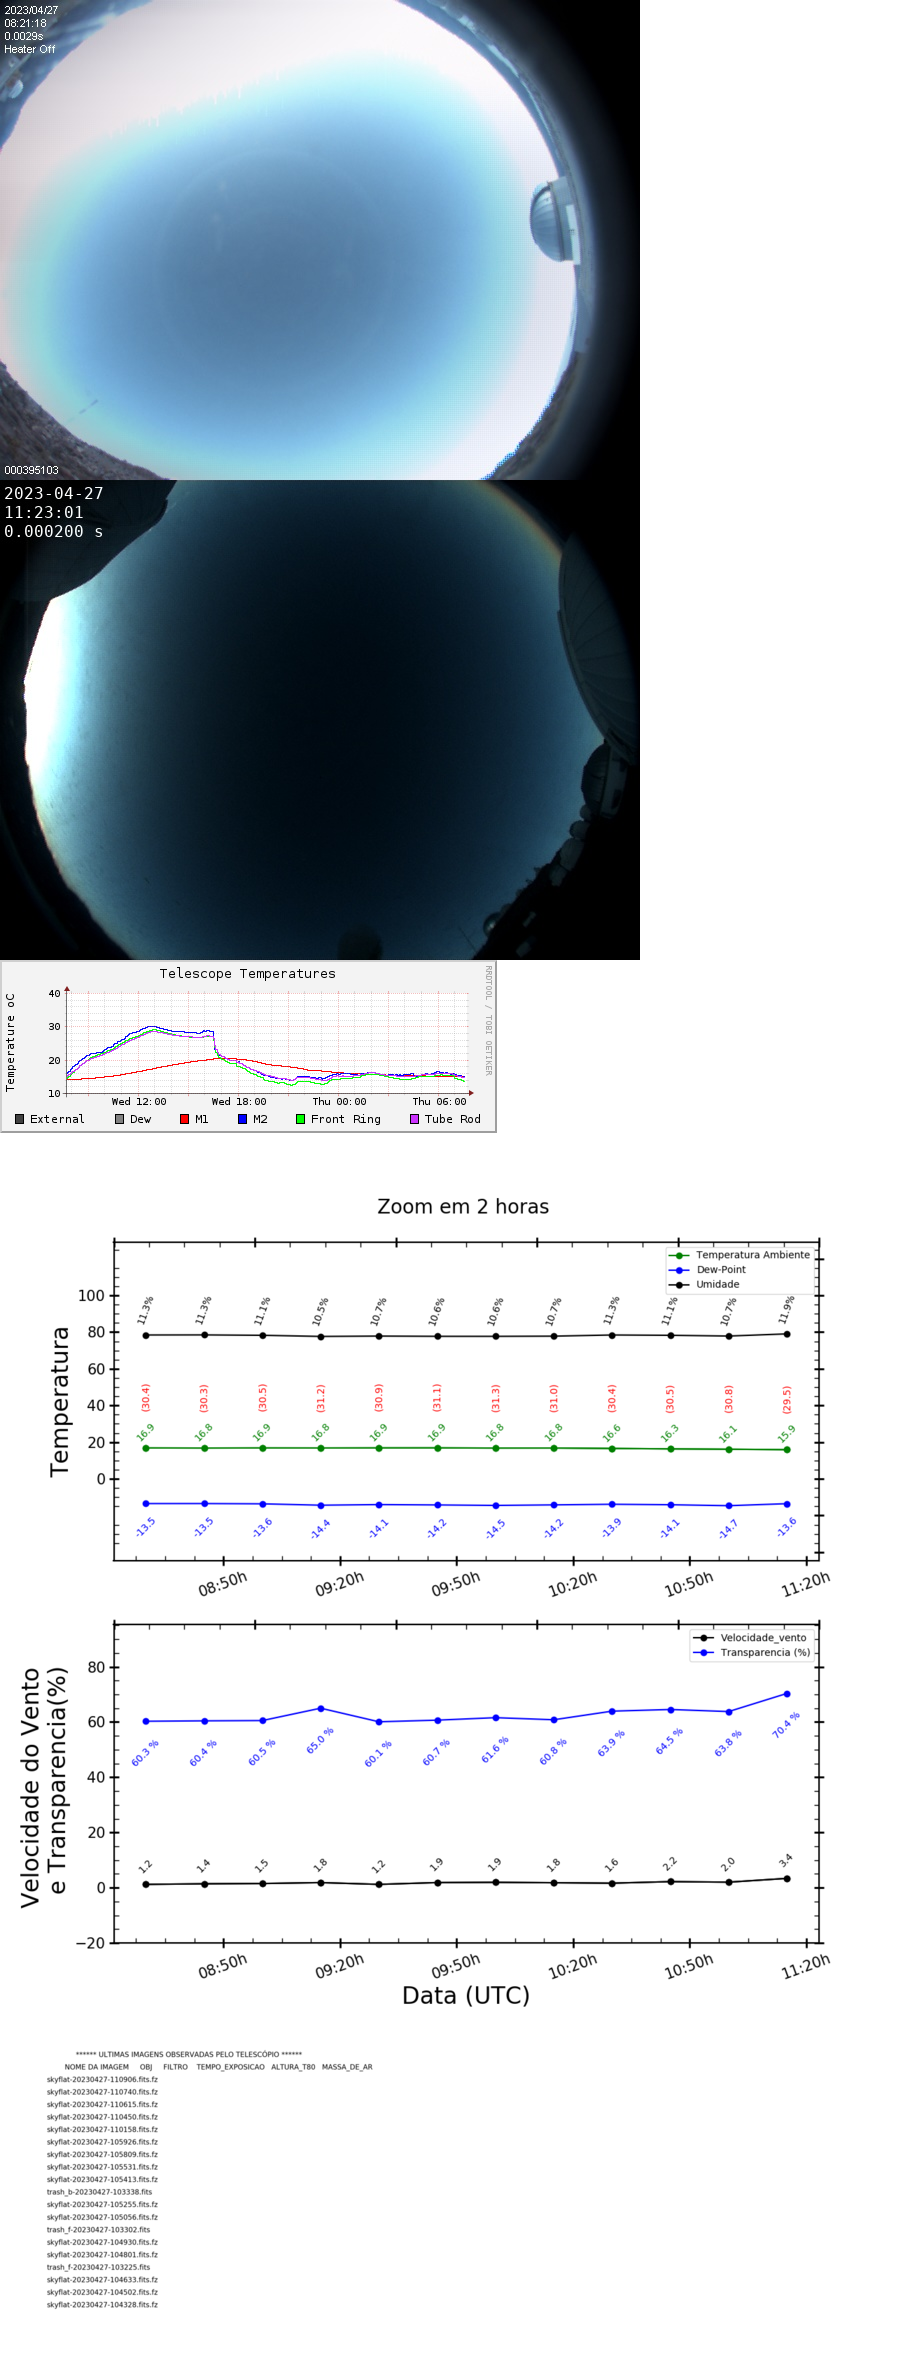 2023/04/27
08:21:18
0.0029s
Heater Off
000395103
2023-04-27
11:23:01
0.000200 s
Telescope Temperatures
RRDTOOL / TOBI OETIKER
Temperature oC
40
30
20
10
Wed 12:00 Wed 18:00 Thu 00:00 Thu 06:00
External Dew M1 M2 Front Ring Tube Rod
Zoom em 2 horas
Temperatura Ambiente
Dew-Point
Umidade
Temperatura
100
80
60
40
20
0
11.3% 11.3% 11.1% 10.5% 10.7% 10.6% 10.6% 10.7% 11.3% 11.1% 10.7% 11.9%
(30.4) (30.3) (30.5) (31.2) (30.9) (31.1) (31.3) (31.0) (30.4) (30.5) (30.8) (29.5)
16.9 16.8 16.9 16.8 16.9 16.9 16.8 16.8 16.6 16.3 16.1 15.9
-13.5 -13.5 -13.6 -14.4 -14.1 -14.2 -14.5 -14.2 -13.9 -14.1 -14.7 -13.6
08:50h 09:20h 09:50h 10:20h 10:50h 11:20h
Velocidade_vento
Transparencia (%)
Velocidade do Vento
e Transparencia(%)
80
60
40
20
0
−20
60.3 % 60.4 % 60.5 % 65.0 % 60.1 % 60.7 % 61.6 % 60.8 % 63.9 % 64.5 % 63.8 % 70.4 %
1.2 1.4 1.5 1.8 1.2 1.9 1.9 1.8 1.6 2.2 2.0 3.4
08:50h 09:20h 09:50h 10:20h 10:50h 11:20h
Data (UTC)
****** ULTIMAS IMAGENS OBSERVADAS PELO TELESCÓPIO ******
NOME DA IMAGEM OBJ FILTRO TEMPO_EXPOSICAO ALTURA_T80 MASSA_DE_AR
skyflat-20230427-110906.fits.fz
skyflat-20230427-110740.fits.fz
skyflat-20230427-110615.fits.fz
skyflat-20230427-110450.fits.fz
skyflat-20230427-110158.fits.fz
skyflat-20230427-105926.fits.fz
skyflat-20230427-105809.fits.fz
skyflat-20230427-105531.fits.fz
skyflat-20230427-105413.fits.fz
trash_b-20230427-103338.fits
skyflat-20230427-105255.fits.fz
skyflat-20230427-105056.fits.fz
trash_f-20230427-103302.fits
skyflat-20230427-104930.fits.fz
skyflat-20230427-104801.fits.fz
trash_f-20230427-103225.fits
skyflat-20230427-104633.fits.fz
skyflat-20230427-104502.fits.fz
skyflat-20230427-104328.fits.fz